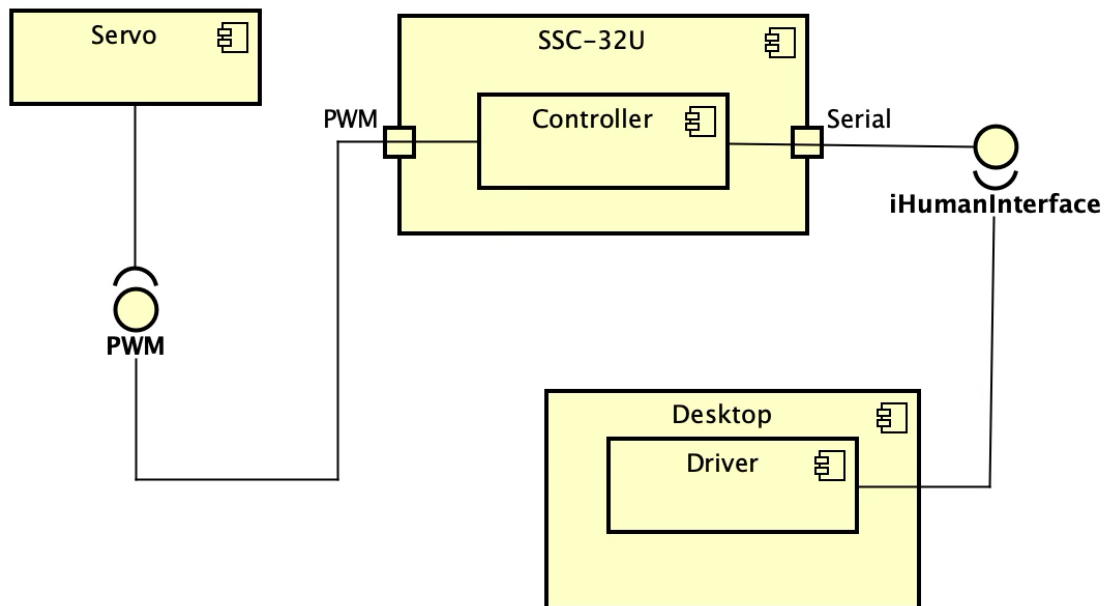 Servo
SSC-32U
PWM
Controller
Serial
iHumanInterface
PWM
Desktop
Driver